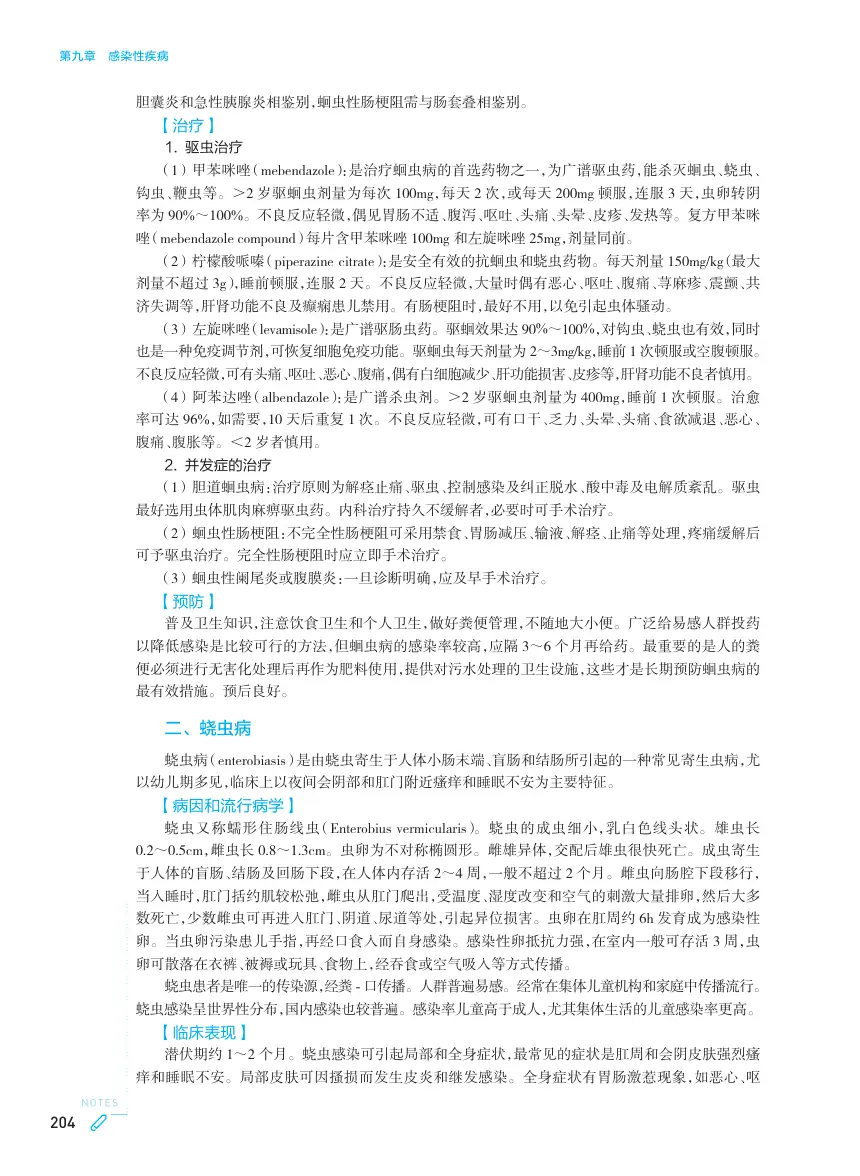 第九章 感染性疾病
胆囊炎和急性胰腺炎相鉴别,蛔虫性肠梗阻需与肠套叠相鉴别。
【治疗】
1. 驱虫治疗
（1）甲苯咪唑（mebendazole）:是治疗蛔虫病的首选药物之一,为广谱驱虫药,能杀灭蛔虫、蛲虫、
钩虫、鞭虫等。＞2 岁驱蛔虫剂量为每次 100mg,每天 2 次,或每天 200mg 顿服,连服 3 天,虫卵转阴
率为 90%～100%。不良反应轻微,偶见胃肠不适、腹泻、呕吐、头痛、头晕、皮疹、发热等。复方甲苯咪
唑（mebendazole compound）每片含甲苯咪唑 100mg 和左旋咪唑 25mg,剂量同前。
（2）柠檬酸哌嗪（piperazine citrate）:是安全有效的抗蛔虫和蛲虫药物。每天剂量 150mg/kg（最大
剂量不超过 3g）,睡前顿服,连服 2 天。不良反应轻微,大量时偶有恶心、呕吐、腹痛、荨麻疹、震颤、共
济失调等,肝肾功能不良及癫痫患儿禁用。有肠梗阻时,最好不用,以免引起虫体骚动。
（3）左旋咪唑（levamisole）:是广谱驱肠虫药。驱蛔效果达 90%～100%,对钩虫、蛲虫也有效,同时
也是一种免疫调节剂,可恢复细胞免疫功能。驱蛔虫每天剂量为 2～3mg/kg,睡前 1 次顿服或空腹顿服。
不良反应轻微,可有头痛、呕吐、恶心、腹痛,偶有白细胞减少、肝功能损害、皮疹等,肝肾功能不良者慎用。
（4）阿苯达唑（albendazole）:是广谱杀虫剂。＞2 岁驱蛔虫剂量为 400mg,睡前 1 次顿服。治愈
率可达 96%,如需要,10 天后重复 1 次。不良反应轻微,可有口干、乏力、头晕、头痛、食欲减退、恶心、
腹痛、腹胀等。＜2 岁者慎用。
2. 并发症的治疗
（1）胆道蛔虫病:治疗原则为解痉止痛、驱虫、控制感染及纠正脱水、酸中毒及电解质紊乱。驱虫
最好选用虫体肌肉麻痹驱虫药。内科治疗持久不缓解者,必要时可手术治疗。
（2）蛔虫性肠梗阻:不完全性肠梗阻可采用禁食、胃肠减压、输液、解痉、止痛等处理,疼痛缓解后
可予驱虫治疗。完全性肠梗阻时应立即手术治疗。
（3）蛔虫性阑尾炎或腹膜炎:一旦诊断明确,应及早手术治疗。
【预防】
普及卫生知识,注意饮食卫生和个人卫生,做好粪便管理,不随地大小便。广泛给易感人群投药
以降低感染是比较可行的方法,但蛔虫病的感染率较高,应隔 3～6 个月再给药。最重要的是人的粪
便必须进行无害化处理后再作为肥料使用,提供对污水处理的卫生设施,这些才是长期预防蛔虫病的
最有效措施。预后良好。
二、蛲虫病
蛲虫病（enterobiasis）是由蛲虫寄生于人体小肠末端、盲肠和结肠所引起的一种常见寄生虫病,尤
以幼儿期多见,临床上以夜间会阴部和肛门附近瘙痒和睡眠不安为主要特征。
【病因和流行病学】
蛲虫又称蠕形住肠线虫（Enterobius vermicularis）。蛲虫的成虫细小,乳白色线头状。雄虫长
0.2～0.5cm,雌虫长 0.8～1.3cm。虫卵为不对称椭圆形。雌雄异体,交配后雄虫很快死亡。成虫寄生
于人体的盲肠、结肠及回肠下段,在人体内存活 2～4 周,一般不超过 2 个月。雌虫向肠腔下段移行,
当入睡时,肛门括约肌较松弛,雌虫从肛门爬出,受温度、湿度改变和空气的刺激大量排卵,然后大多
数死亡,少数雌虫可再进入肛门、阴道、尿道等处,引起异位损害。虫卵在肛周约 6h 发育成为感染性
卵。当虫卵污染患儿手指,再经口食入而自身感染。感染性卵抵抗力强,在室内一般可存活 3 周,虫
卵可散落在衣裤、被褥或玩具、食物上,经吞食或空气吸入等方式传播。
蛲虫患者是唯一的传染源,经粪 - 口传播。人群普遍易感。经常在集体儿童机构和家庭中传播流行。
蛲虫感染呈世界性分布,国内感染也较普遍。感染率儿童高于成人,尤其集体生活的儿童感染率更高。
【临床表现】
潜伏期约 1～2 个月。蛲虫感染可引起局部和全身症状,最常见的症状是肛周和会阴皮肤强烈瘙
痒和睡眠不安。局部皮肤可因搔损而发生皮炎和继发感染。全身症状有胃肠激惹现象,如恶心、呕
NOTES
204